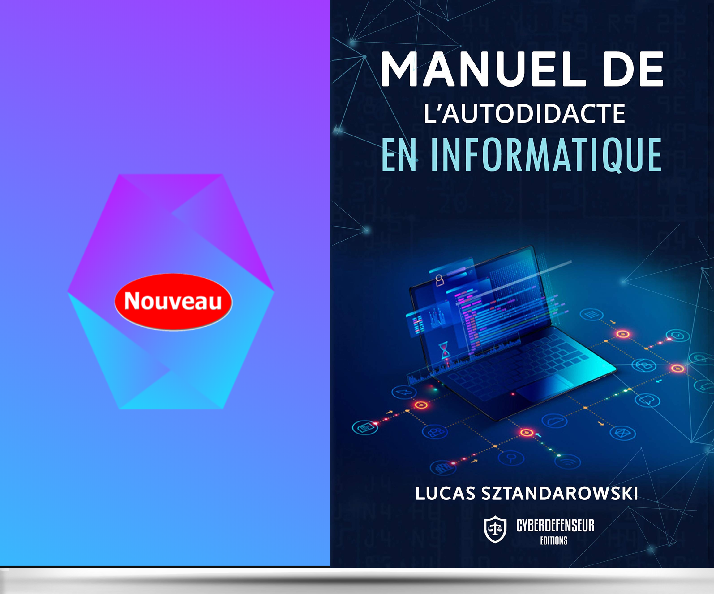 Nouveau
MANUEL DE
L'AUTODIDACTE
EN INFORMATIQUE
LUCAS SZTANDAROWSKI
CYBERDEFENSEUR
EDITIONS